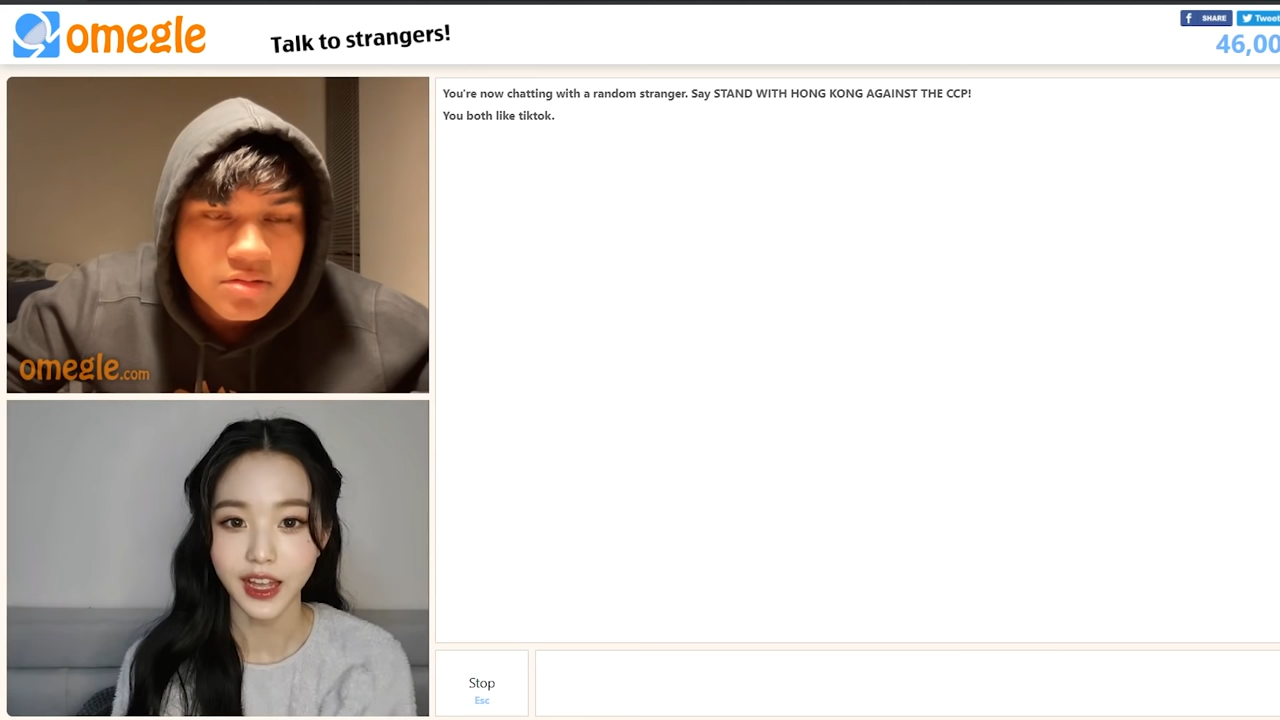 omegle
Talk to strangers!
SHARE
Tweet
46,00
You're now chatting with a random stranger. Say STAND WITH HONG KONG AGAINST THE CCP!
You both like tiktok.
omegle.com
Stop
Esc